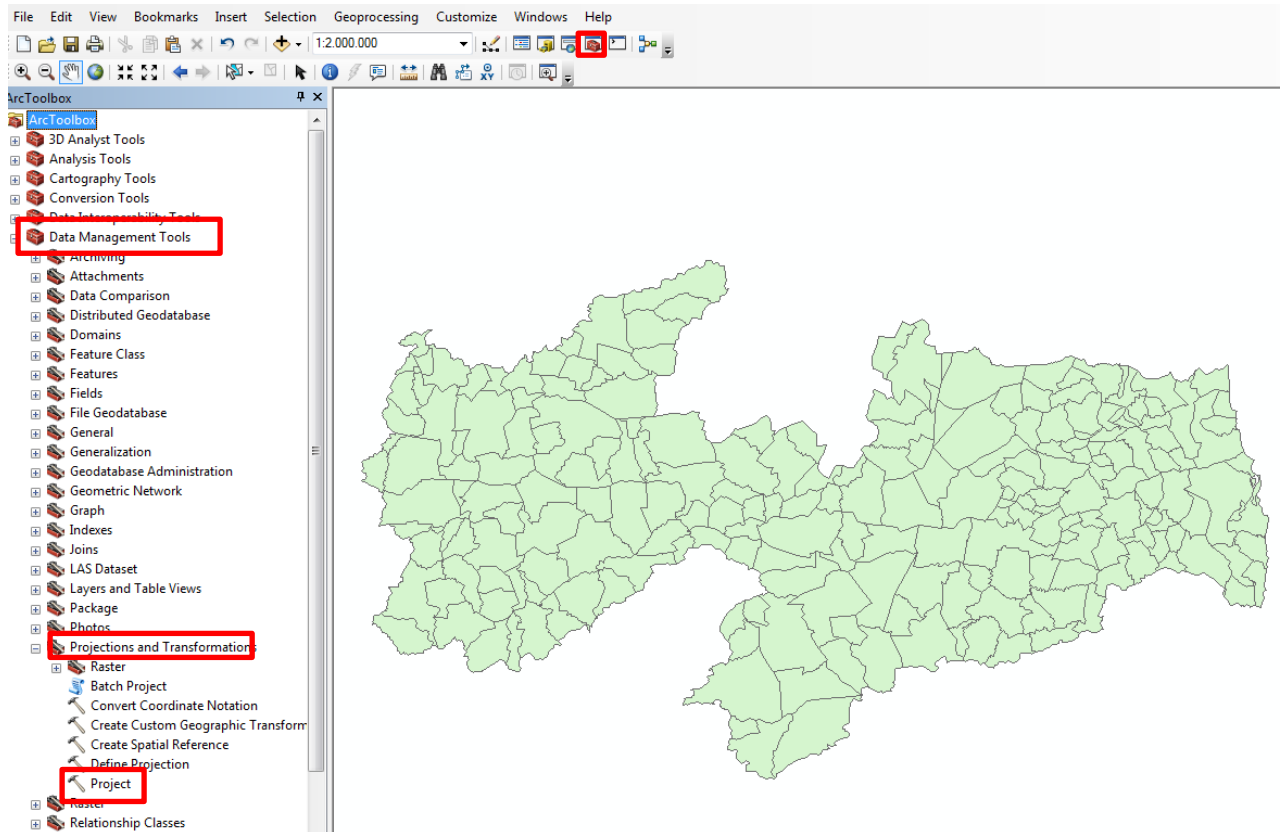 File Edit View Bookmarks Insert Selection Geoprocessing Customize Windows Help
1:2.000.000
ArcToolbox
ArcToolbox
3D Analyst Tools
Analysis Tools
Cartography Tools
Conversion Tools
Data Interoperability Tools
Data Management Tools
Archiving
Attachments
Data Comparison
Distributed Geodatabase
Domains
Feature Class
Features
Fields
File Geodatabase
General
Generalization
Geodatabase Administration
Geometric Network
Graph
Indexes
Joins
LAS Dataset
Layers and Table Views
Package
Photos
Projections and Transformations
Raster
Batch Project
Convert Coordinate Notation
Create Custom Geographic Transform
Create Spatial Reference
Define Projection
Project
Raster
Relationship Classes